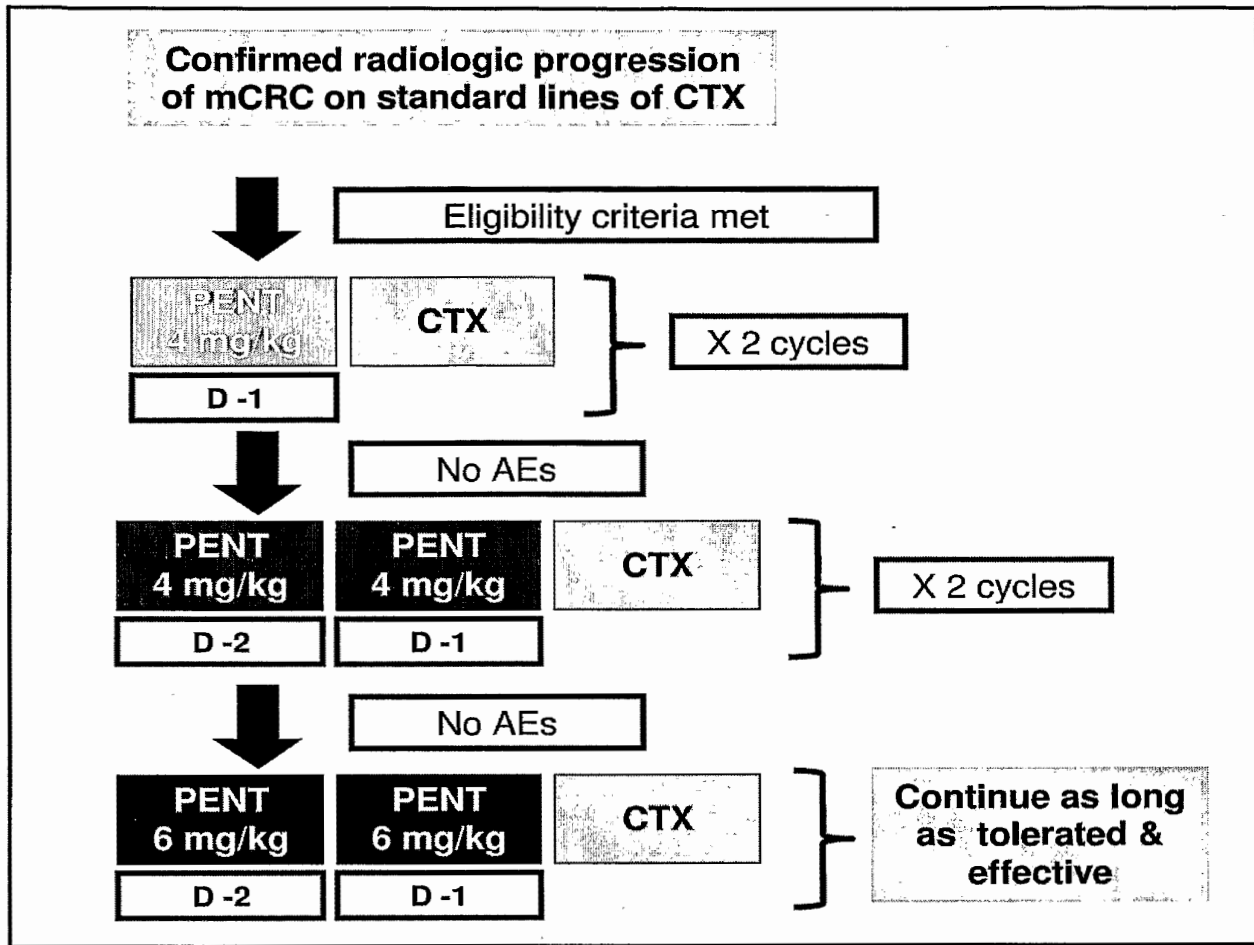 Confirmed radiologic progression
of mCRC on standard lines of CTX
Eligibility criteria met
PENT
4 mg/kg
CTX
X 2 cycles
D -1
No AEs
PENT
4 mg/kg
PENT
4 mg/kg
CTX
X 2 cycles
D -2
D -1
No AEs
PENT
6 mg/kg
PENT
6 mg/kg
CTX
Continue as long
as tolerated &
effective
D -2
D -1